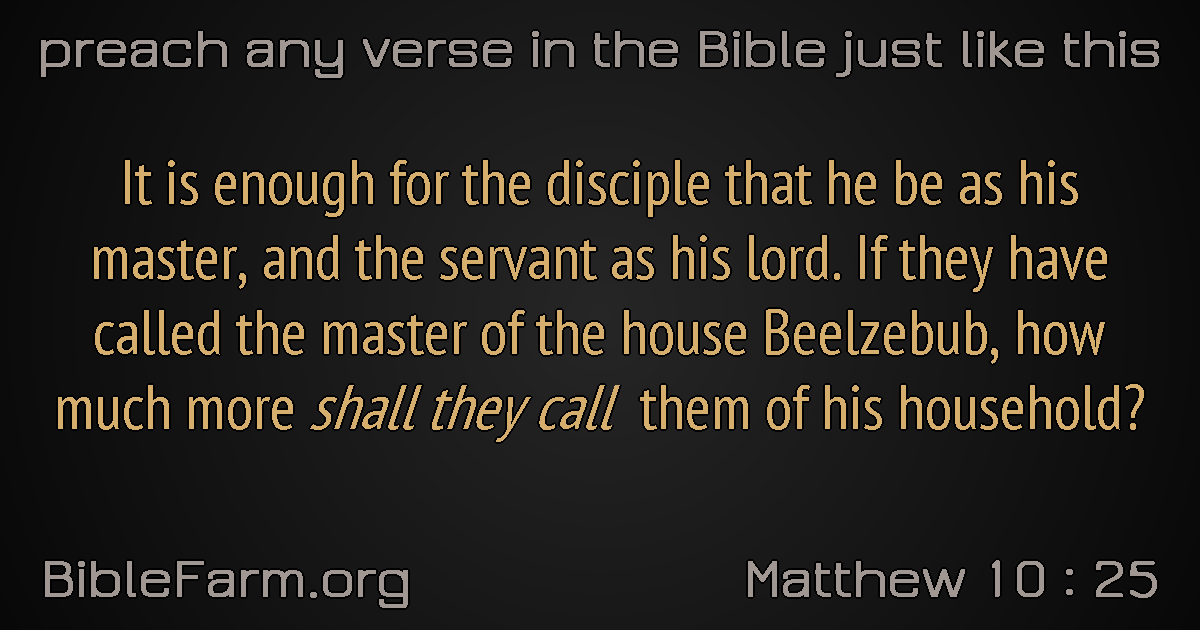 preach any verse in the Bible just like this
It is enough for the disciple that he be as his
master, and the servant as his lord. If they have
called the master of the house Beelzebub, how
much more shall they call them of his household?
BibleFarm.org
Matthew 10 : 25